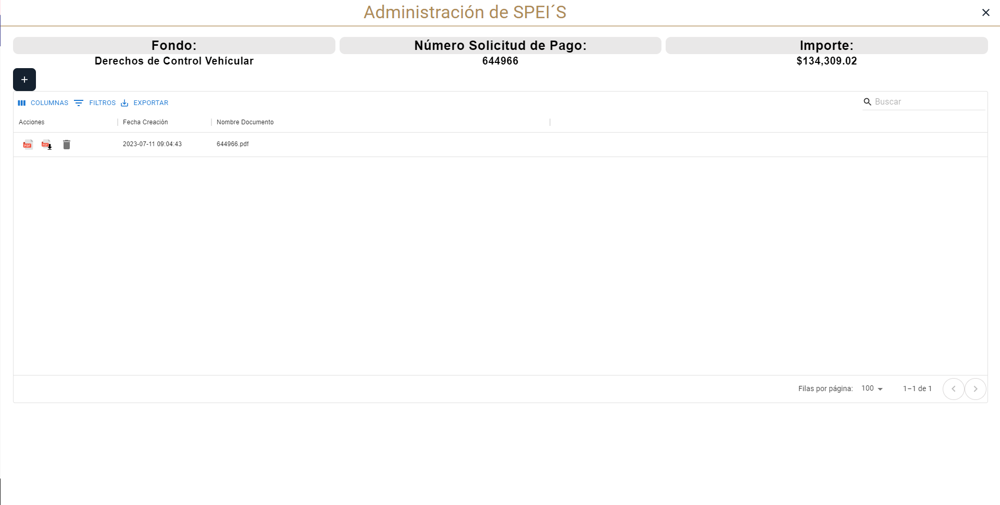 Administración de SPEI´S
Fondo:
Número Solicitud de Pago:
Importe:
Derechos de Control Vehícular
644966
$134,309.02
COLUMNAS FILTROS EXPORTAR
Buscar
Acciones Fecha Creación Nombre Documento
PDF PDF 2023-07-11 09:04:43 644966.pdf
Filas por página: 100 1–1 de 1